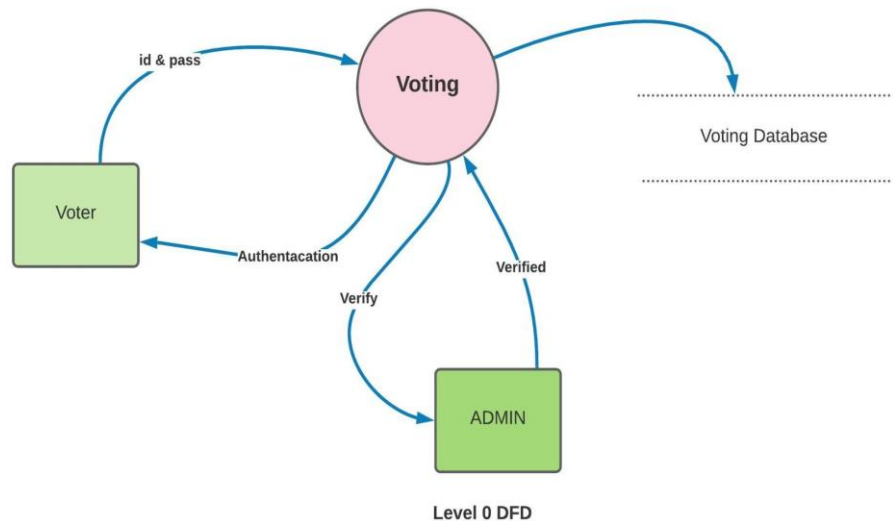 id & pass
Voting
Voting Database
Voter
Authentacation
Verified
Verify
ADMIN
Level 0 DFD